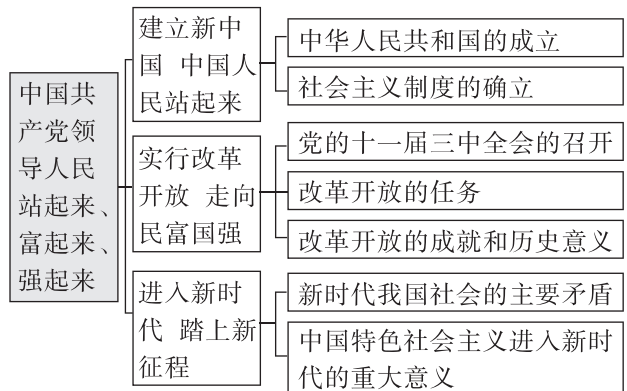 中国共
产党领
导人民
站起来、
富起来、
强起来
建立新中
国 中国人
民站起来
中华人民共和国的成立
社会主义制度的确立
实行改革
开放 走向
民富国强
党的十一届三中全会的召开
改革开放的任务
改革开放的成就和历史意义
进入新时
代 踏上新
征程
新时代我国社会的主要矛盾
中国特色社会主义进入新时
代的重大意义